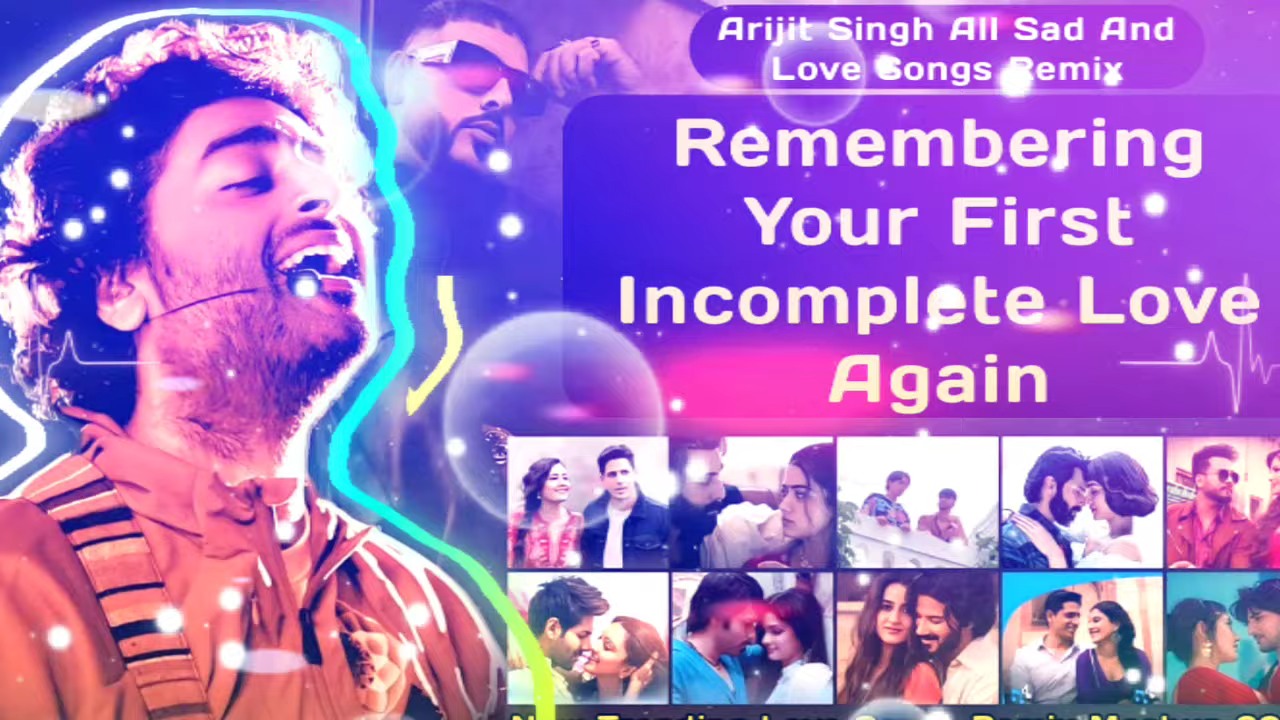 Arijit Singh All Sad And
Love Songs Remix
Remembering
Your First
Incomplete Love
Again